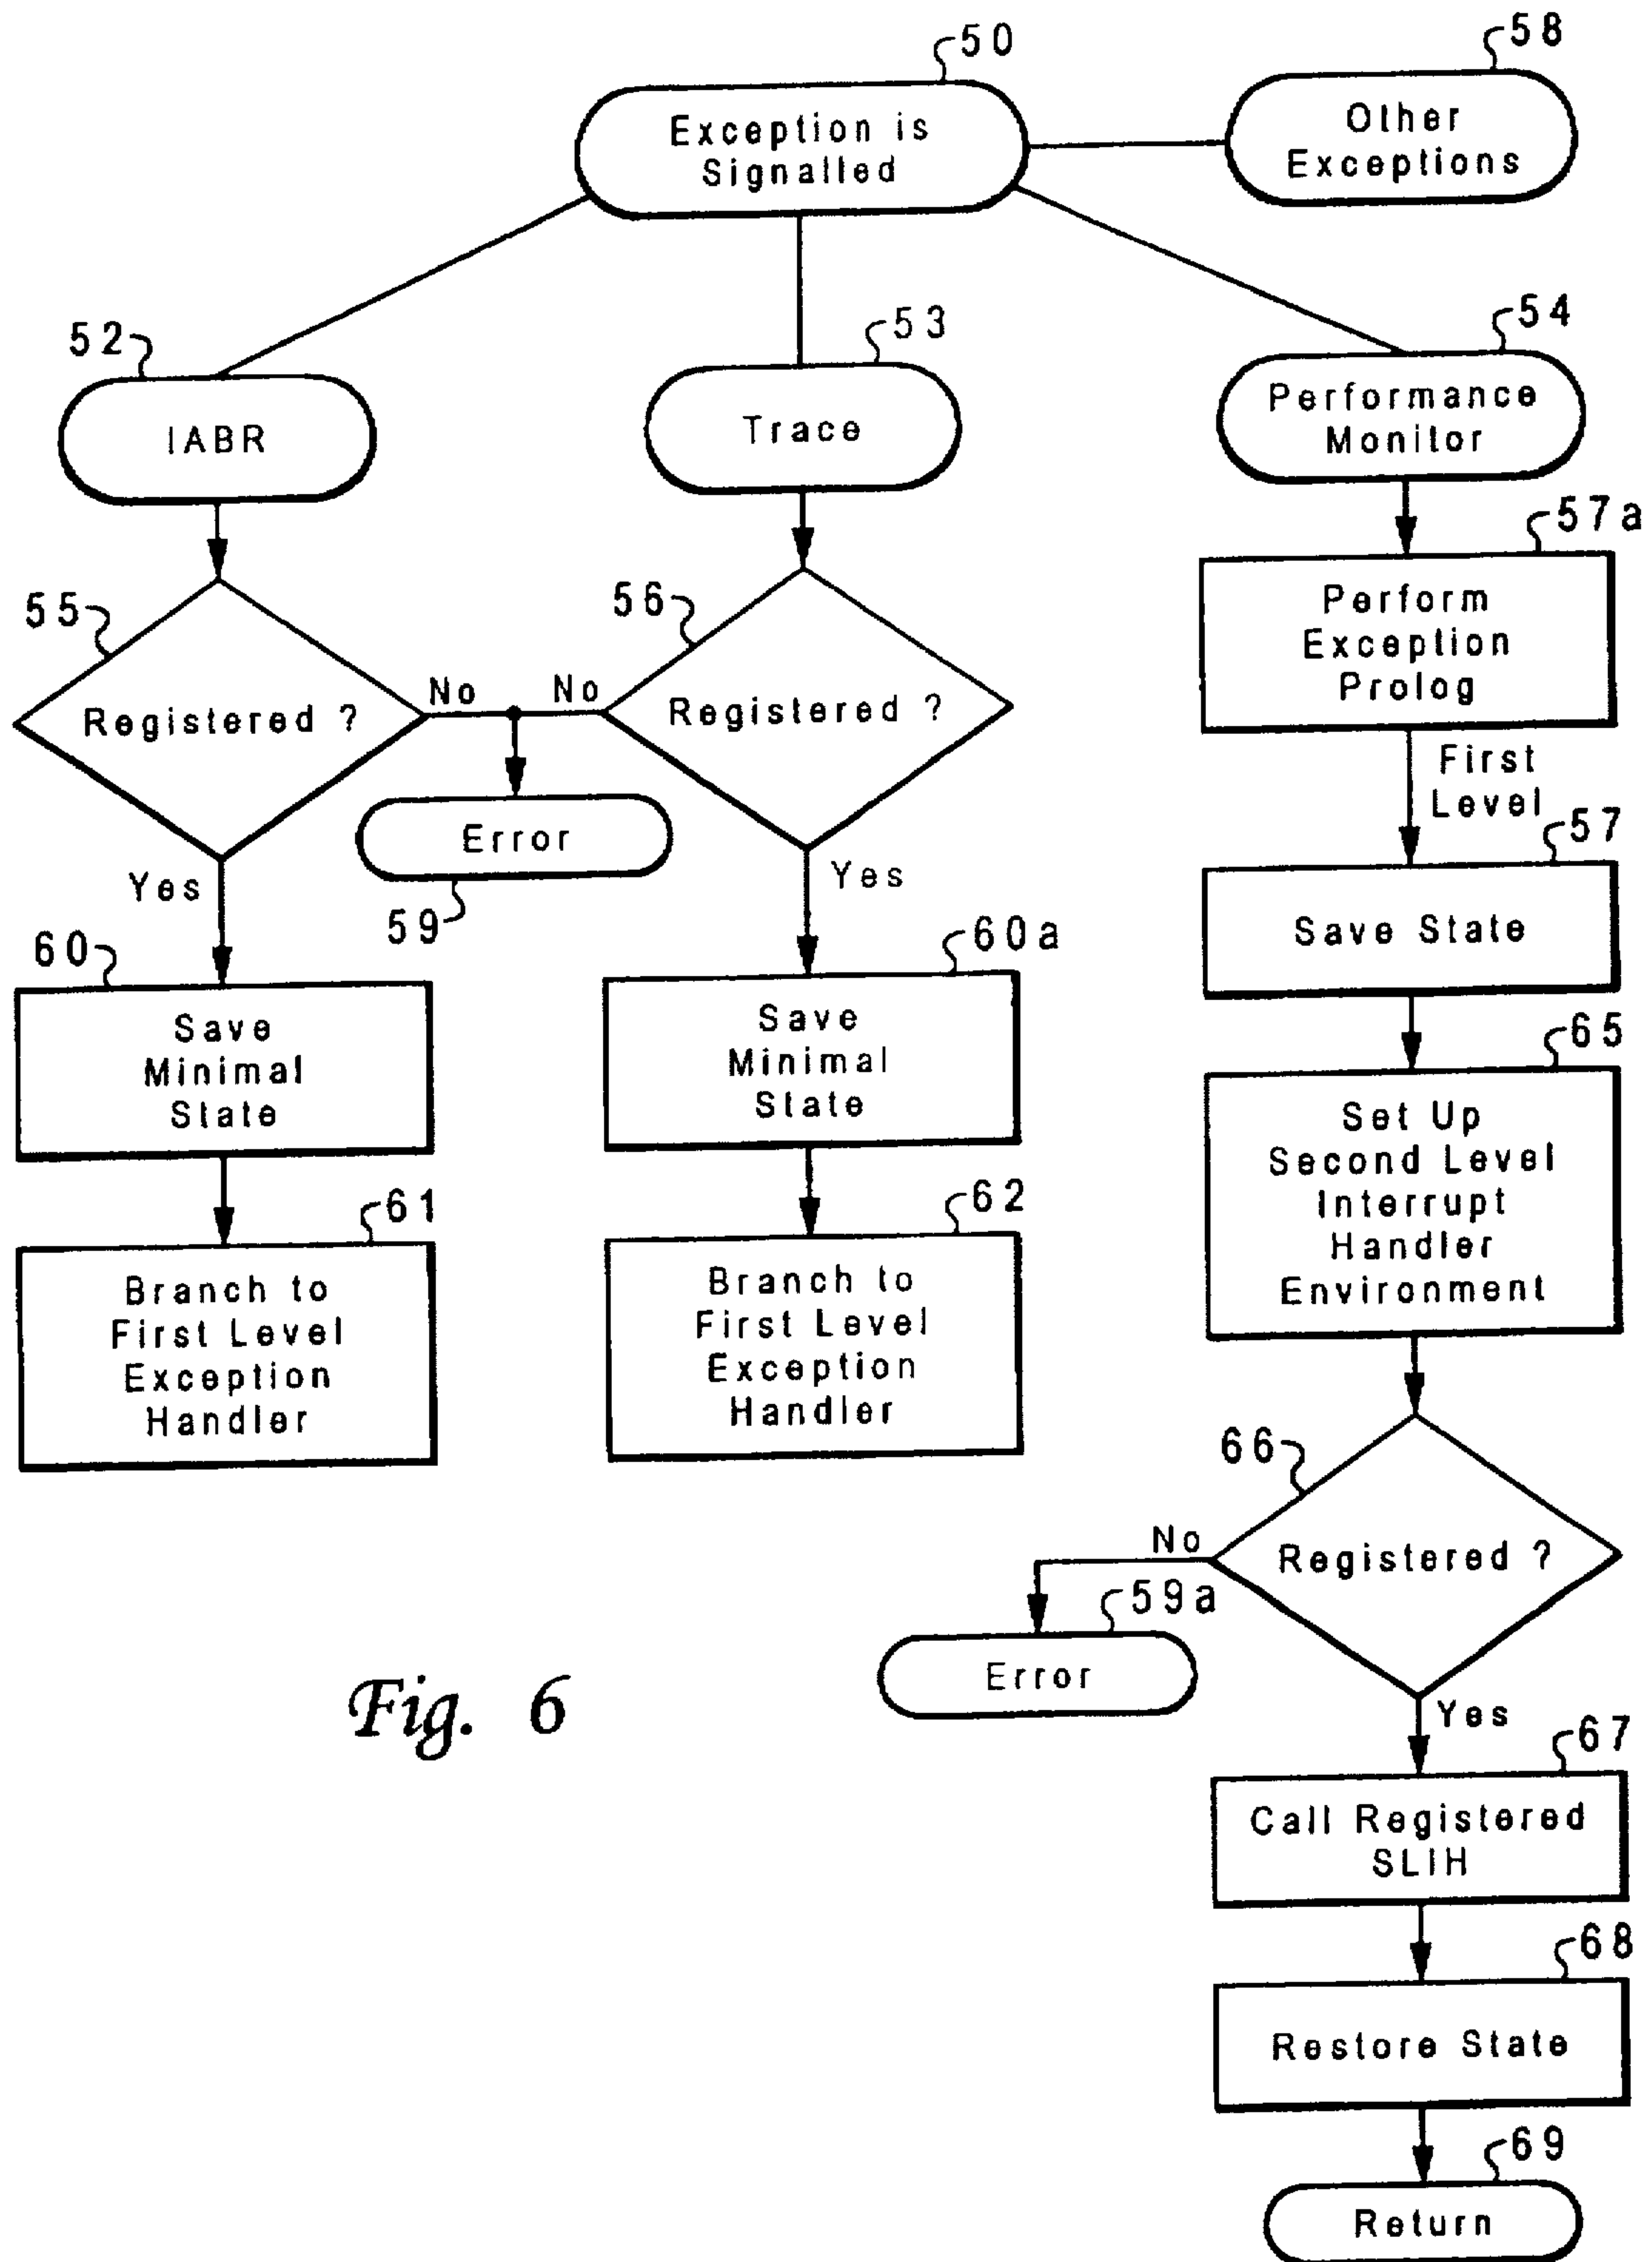 50
58
Exception is
Signalled
Other
Exceptions
52
53
54
IABR
Trace
Performance
Monitor
57a
55
56
Perform
Exception
Prolog
Registered ?
No
No
Registered ?
First
Level
Error
57
Yes
59
Yes
60
60a
Save State
Save
Minimal
State
Save
Minimal
State
65
Set Up
Second Level
Interrupt
Handler
Environment
61
62
Branch to
First Level
Exception
Handler
Branch to
First Level
Exception
Handler
66
No
Registered ?
59a
Error
Fig. 6
Yes
67
Call Registered
SLIH
68
Restore State
69
Return